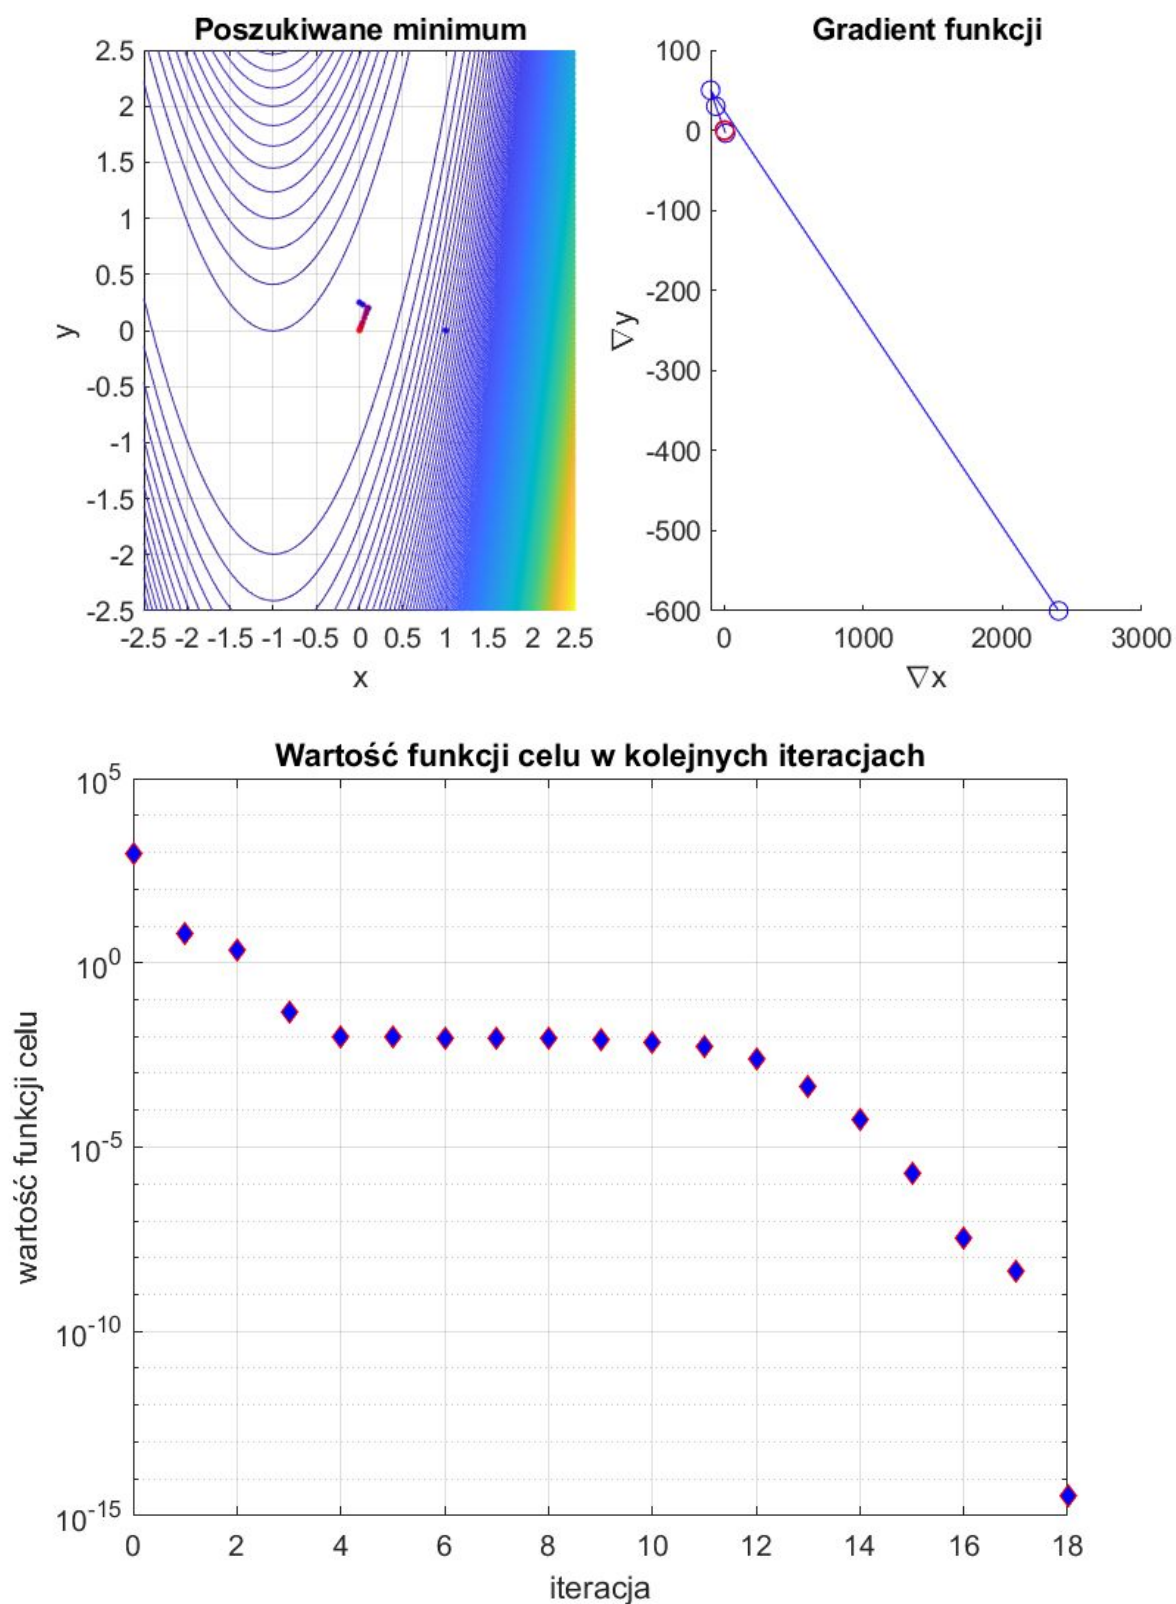 Poszukiwane minimum
2.5
2
1.5
1
0.5
0
-0.5
-1
-1.5
-2
-2.5
y
-2.5 -2 -1.5 -1 -0.5 0 0.5 1 1.5 2 2.5
x
Gradient funkcji
100
0
-100
-200
-300
-400
-500
-600
∇y
0 1000 2000 3000
∇x
Wartość funkcji celu w kolejnych iteracjach
10^5
10^0
10^-5
10^-10
10^-15
wartość funkcji celu
0 2 4 6 8 10 12 14 16 18
iteracja